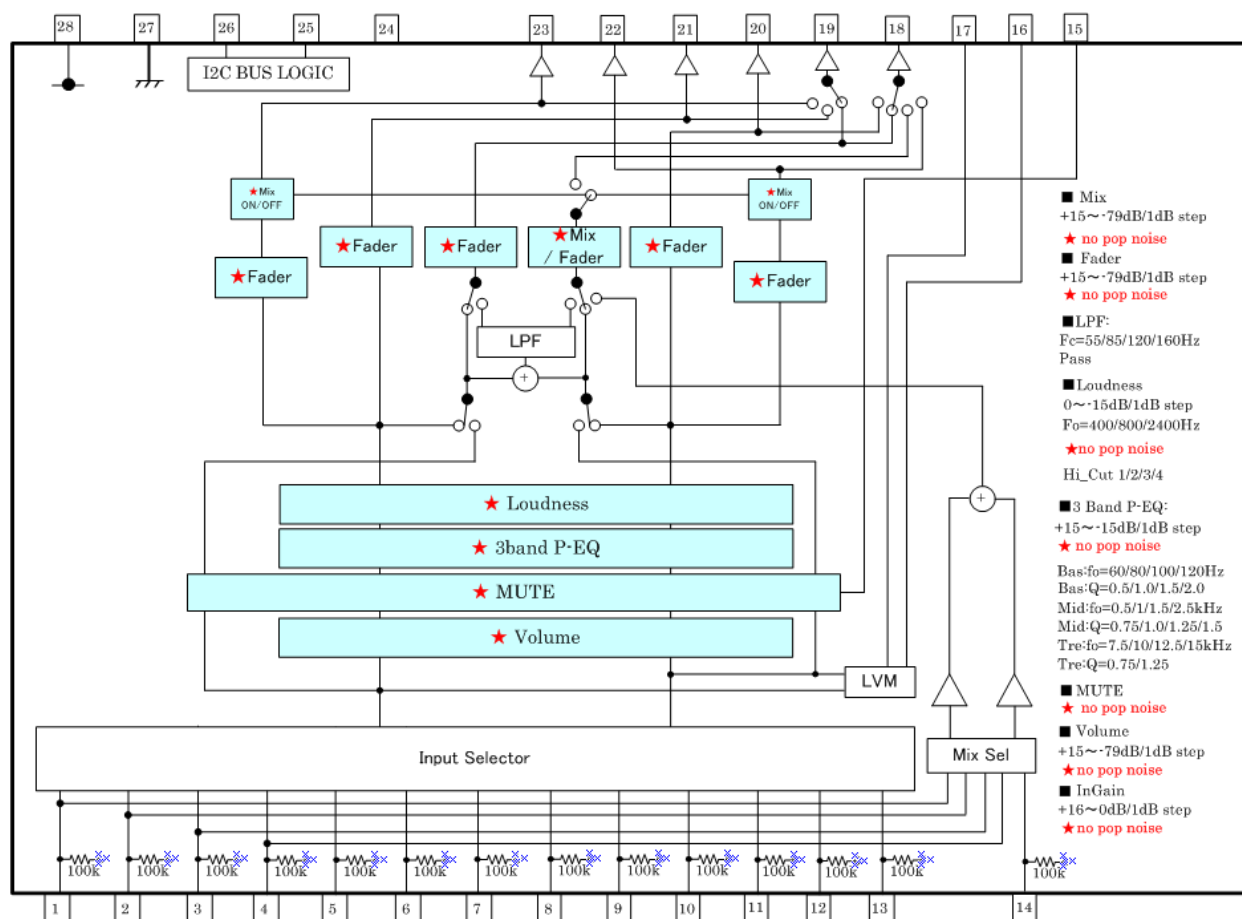 28
27
26
25
24
23
22
21
20
19
18
17
16
15
I2C BUS LOGIC
★Mix
ON/OFF
★Mix
ON/OFF
★Fader
★Fader
★Mix
/ Fader
★Fader
★Fader
★Fader
LPF
+
★ Loudness
★ 3band P-EQ
★ MUTE
★ Volume
LVM
+
Input Selector
Mix Sel
100k
100k
100k
100k
100k
100k
100k
100k
100k
100k
100k
100k
100k
100k
1
2
3
4
5
6
7
8
9
10
11
12
13
14
■ Mix
+15～-79dB/1dB step
★ no pop noise
■ Fader
+15～-79dB/1dB step
★ no pop noise
■LPF:
Fc=55/85/120/160Hz
Pass
■Loudness
0～-15dB/1dB step
Fo=400/800/2400Hz
★no pop noise
Hi_Cut 1/2/3/4
■3 Band P-EQ:
+15～-15dB/1dB step
★ no pop noise
Bas:fo=60/80/100/120Hz
Bas:Q=0.5/1.0/1.5/2.0
Mid:fo=0.5/1/1.5/2.5kHz
Mid:Q=0.75/1.0/1.25/1.5
Tre:fo=7.5/10/12.5/15kHz
Tre:Q=0.75/1.25
■ MUTE
★ no pop noise
■ Volume
+15～-79dB/1dB step
★no pop noise
■ InGain
+16～0dB/1dB step
★no pop noise